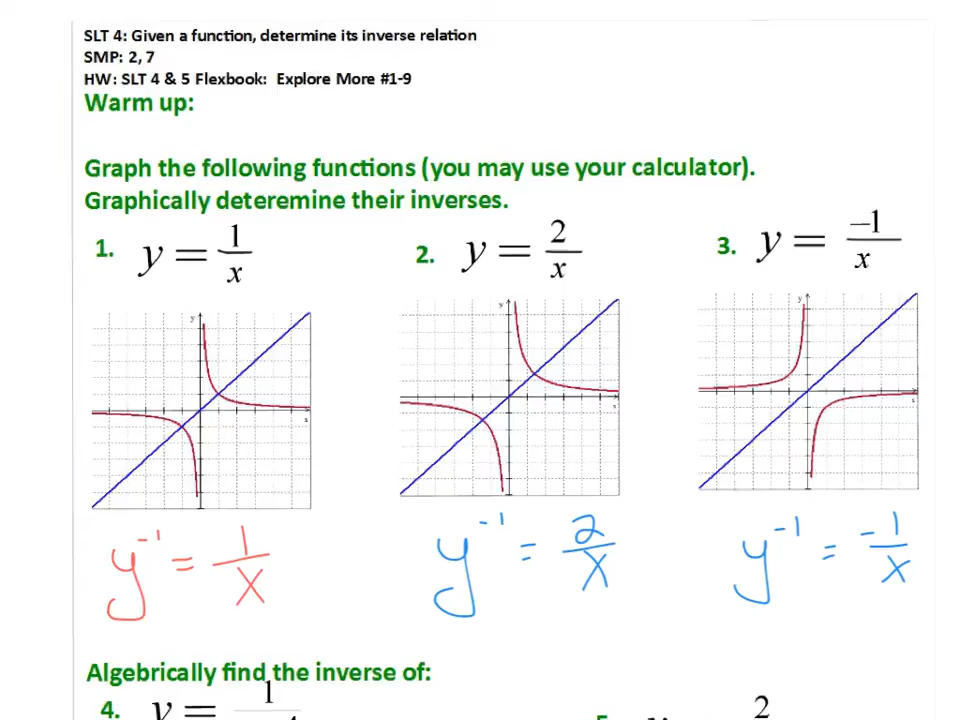 SLT 4: Given a function, determine its inverse relation
SMP: 2, 7
HW: SLT 4 & 5 Flexbook: Explore More #1-9
Warm up:
Graph the following functions (you may use your calculator).
Graphically deteremine their inverses.
1. y = 1/x 2. y = 2/x 3. y = −1/x
y y y
x x x
y⁻¹ = 1/x y⁻¹ = 2/x y⁻¹ = -1/x
Algebrically find the inverse of:
4. y = 1 2